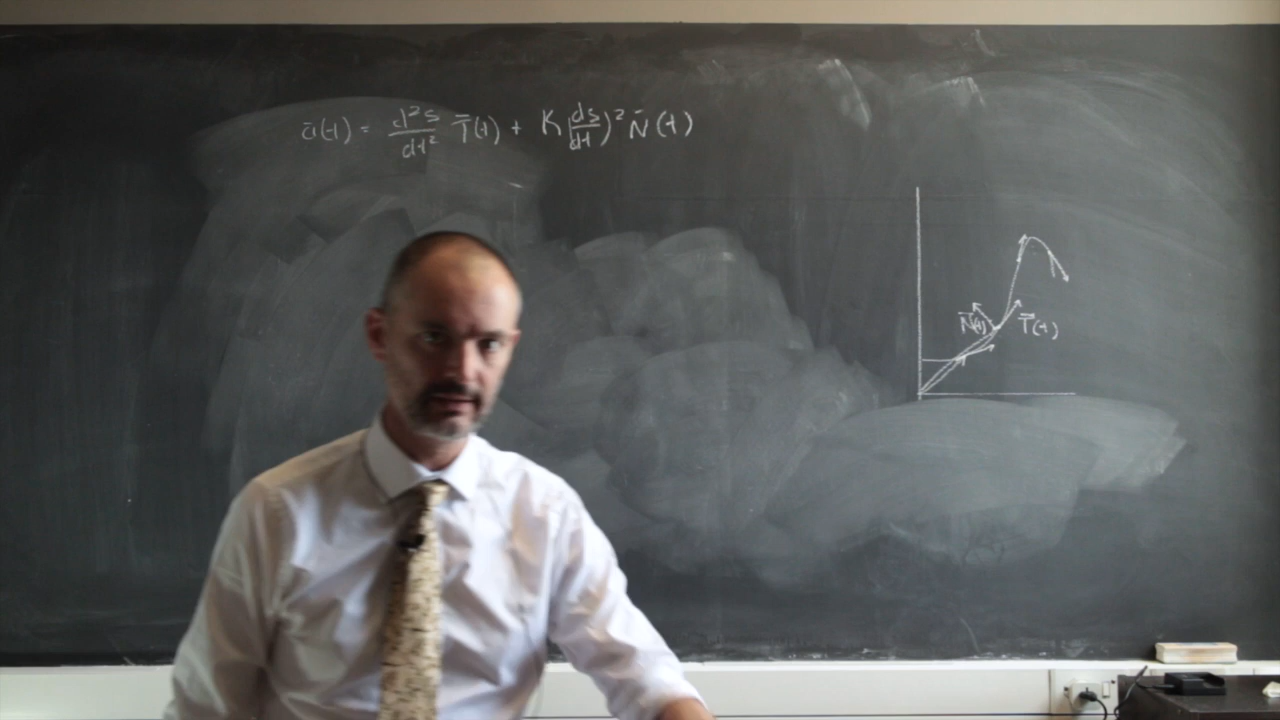 ā(t) = d²s/dt² T̄(t) + K(ds/dt)² N̄(t)
N̄(t) T̄(t)